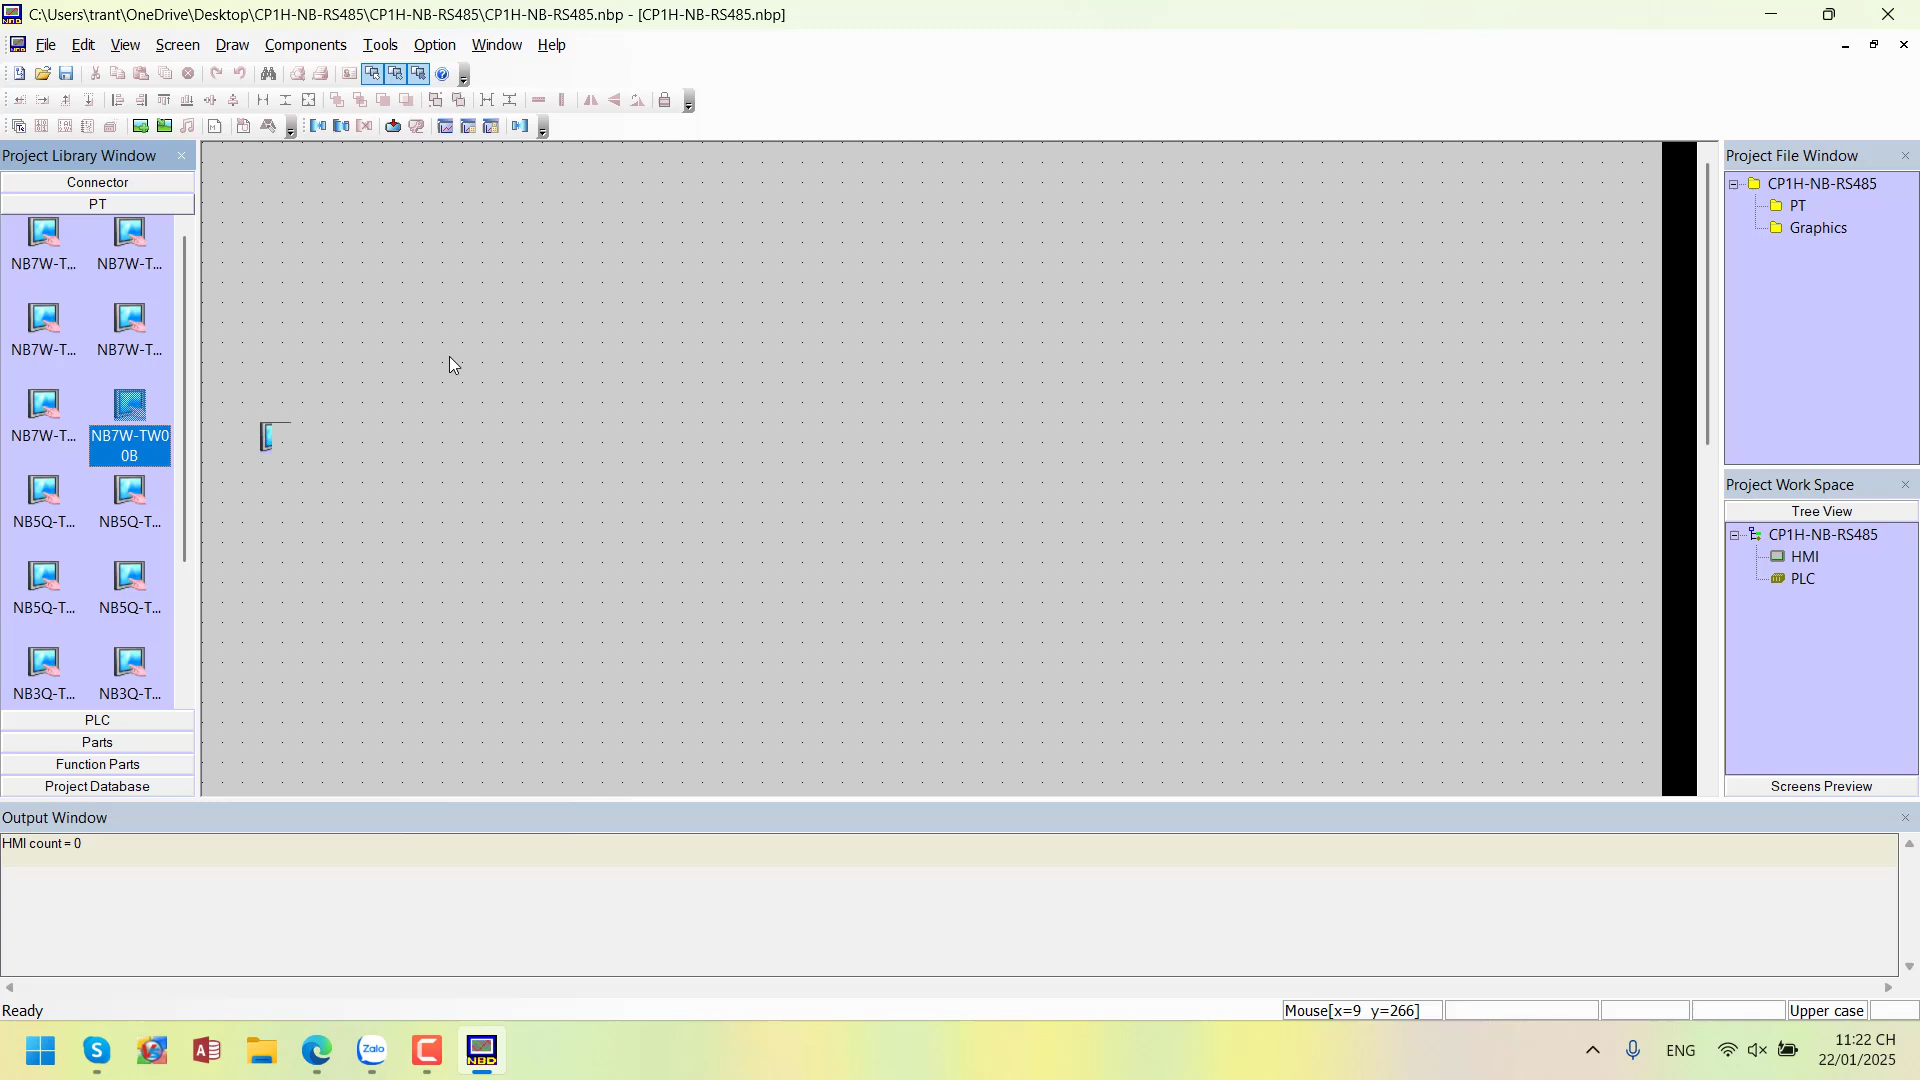 C:\Users\trant\OneDrive\Desktop\CP1H-NB-RS485\CP1H-NB-RS485\CP1H-NB-RS485.nbp - [CP1H-NB-RS485.nbp]
File Edit View Screen Draw Components Tools Option Window Help
Project Library Window
Connector
PT
NB7W-T... NB7W-T...
NB7W-T... NB7W-T...
NB7W-T... NB7W-TW0
0B
NB5Q-T... NB5Q-T...
NB5Q-T... NB5Q-T...
NB3Q-T... NB3Q-T...
PLC
Parts
Function Parts
Project Database
Project File Window
CP1H-NB-RS485
PT
Graphics
Project Work Space
Tree View
CP1H-NB-RS485
HMI
PLC
Screens Preview
Output Window
HMI count = 0
Ready
Mouse[x=9 y=266]
Upper case
Zalo
NBD
ENG
11:22 CH
22/01/2025